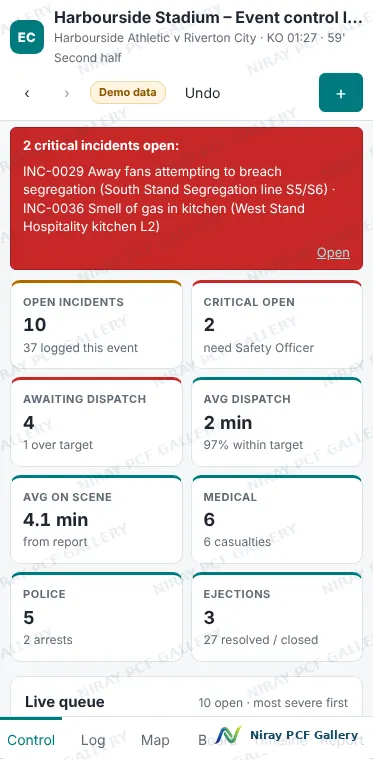 EC
Harbourside Stadium – Event control l...
Harbourside Athletic v Riverton City · KO 01:27 · 59'
Second half
‹ › Demo data Undo +
2 critical incidents open:
INC-0029 Away fans attempting to breach
segregation (South Stand Segregation line S5/S6) ·
INC-0036 Smell of gas in kitchen (West Stand
Hospitality kitchen L2)
Open
OPEN INCIDENTS
10
37 logged this event
CRITICAL OPEN
2
need Safety Officer
AWAITING DISPATCH
4
1 over target
AVG DISPATCH
2 min
97% within target
AVG ON SCENE
4.1 min
from report
MEDICAL
6
6 casualties
POLICE
5
2 arrests
EJECTIONS
3
27 resolved / closed
Live queue
10 open · most severe first
Control Log Map
Niray PCF Gallery
NIRAY PCF GALLERY